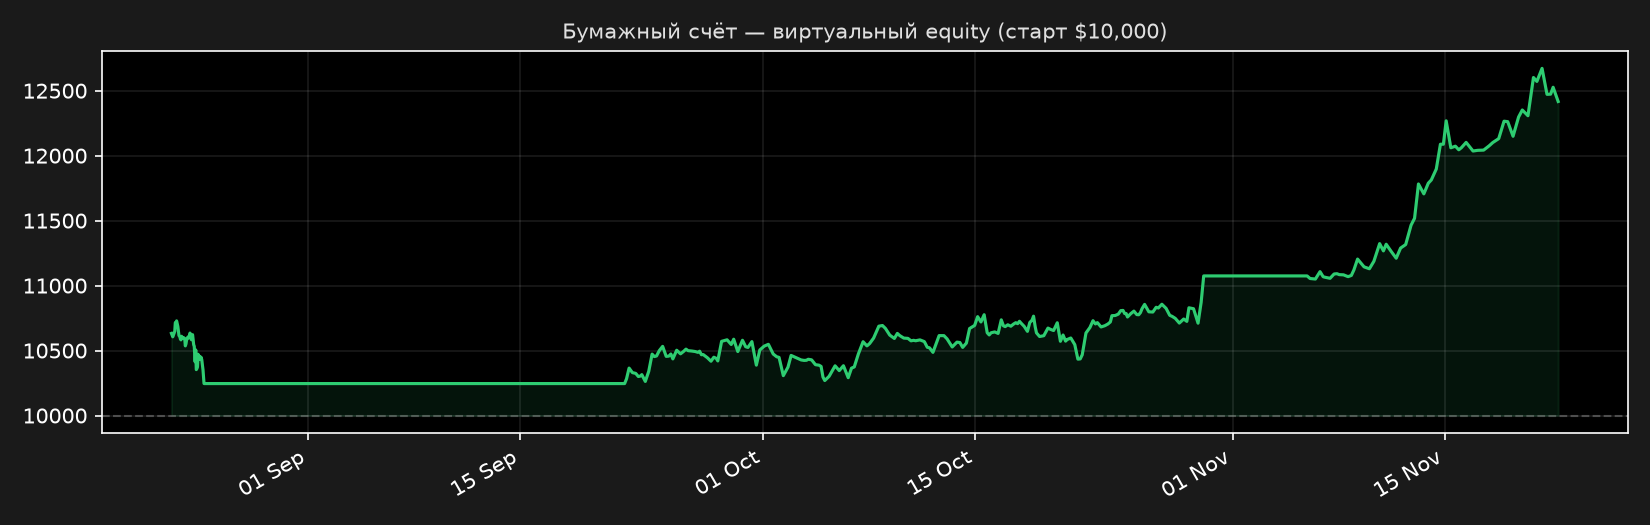 Бумажный счёт — виртуальный equity (старт $10,000)
12500
12000
11500
11000
10500
10000
01 Sep
15 Sep
01 Oct
15 Oct
01 Nov
15 Nov